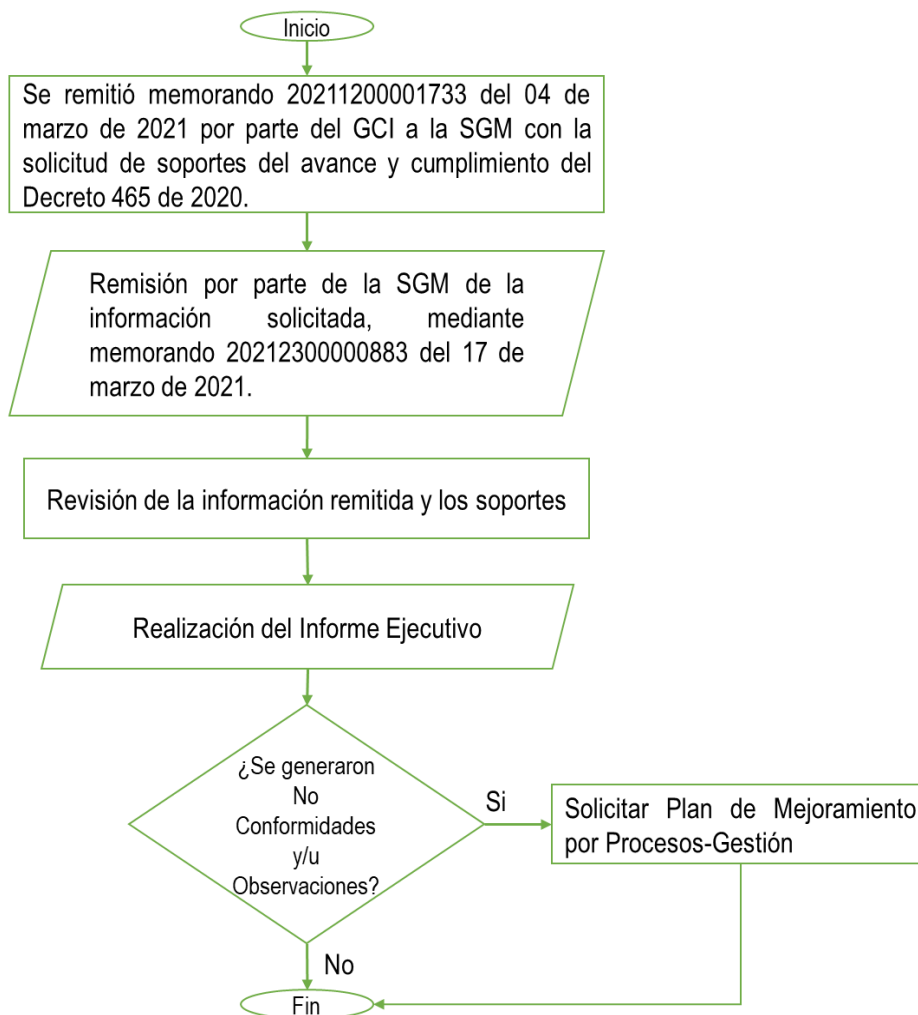 Inicio
Se remitió memorando 20211200001733 del 04 de
marzo de 2021 por parte del GCI a la SGM con la
solicitud de soportes del avance y cumplimiento del
Decreto 465 de 2020.
Remisión por parte de la SGM de la
información solicitada, mediante
memorando 20212300000883 del 17 de
marzo de 2021.
Revisión de la información remitida y los soportes
Realización del Informe Ejecutivo
¿Se generaron
No
Conformidades
y/u
Observaciones?
Si
Solicitar Plan de Mejoramiento
por Procesos-Gestión
No
Fin